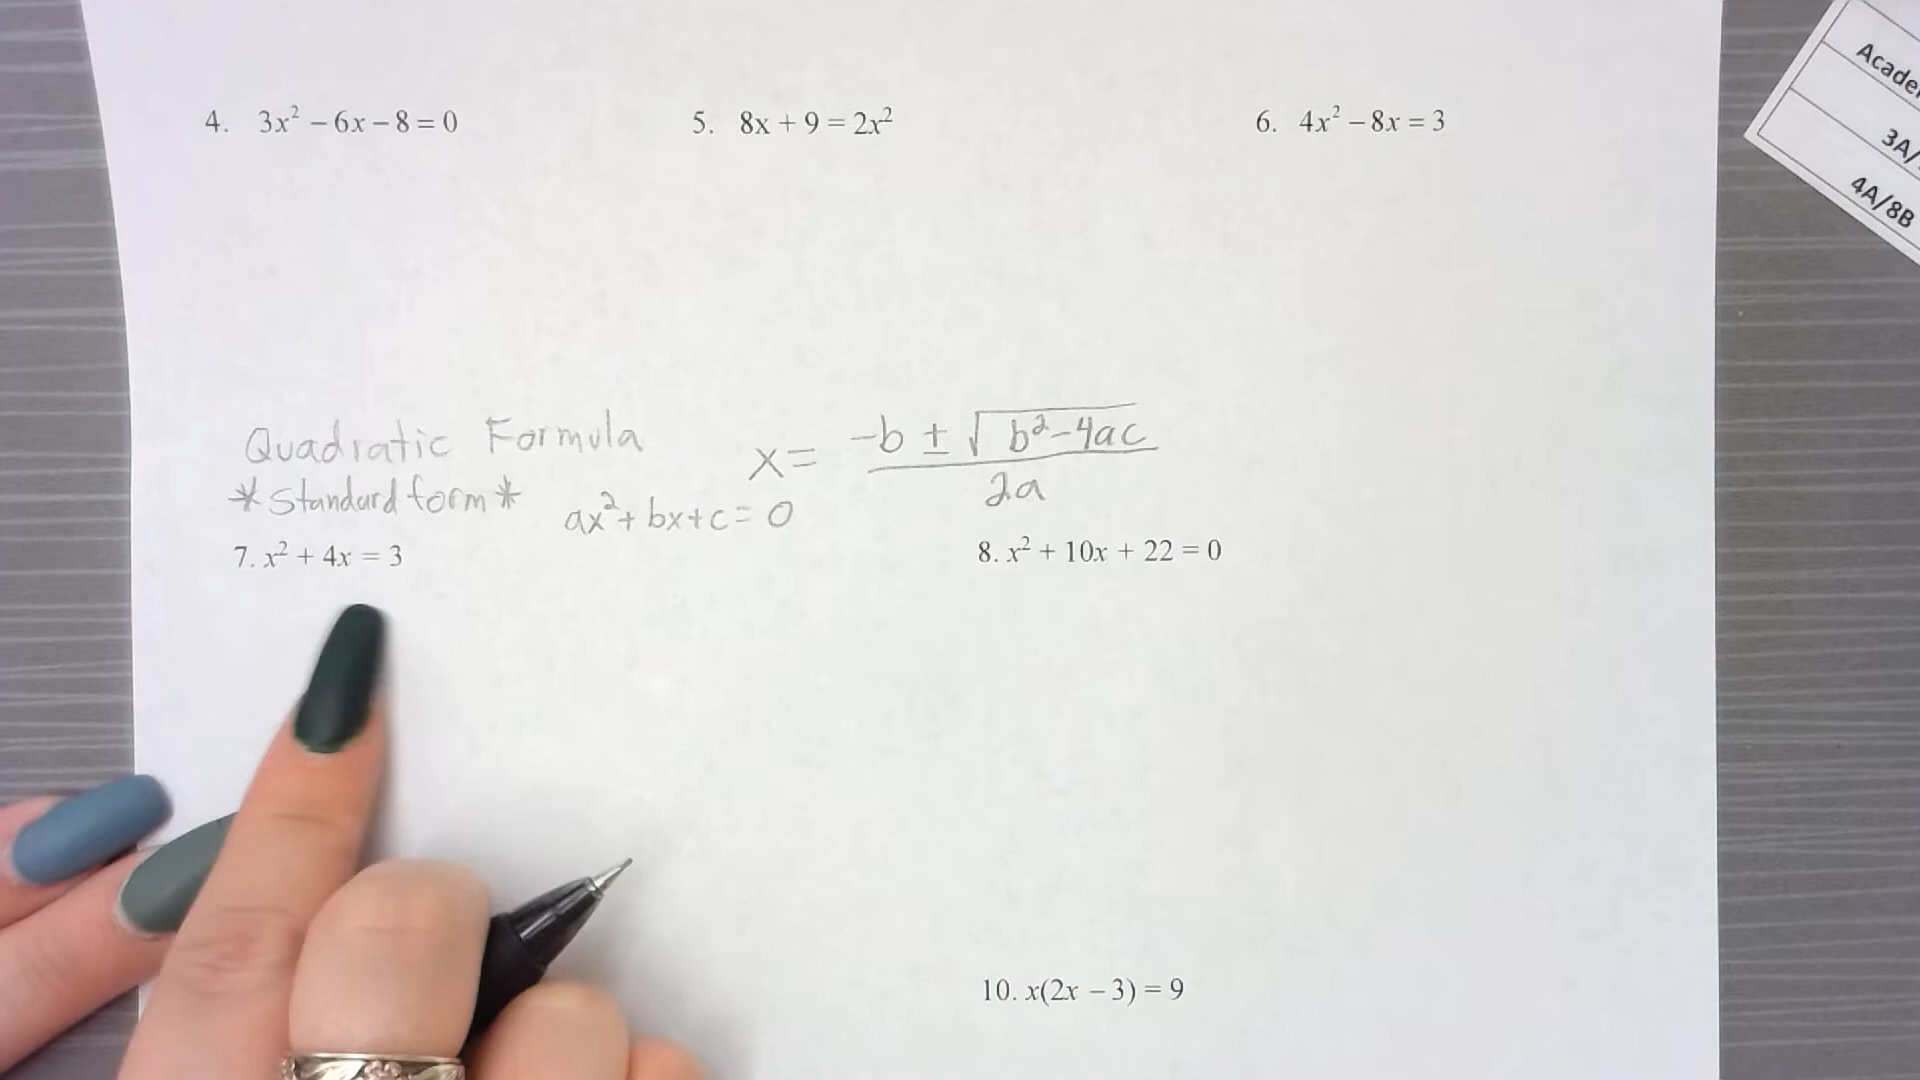 4. 3x² – 6x – 8 = 0
5. 8x + 9 = 2x²
6. 4x² – 8x = 3
3A/
4A/8B
Quadratic Formula
x = -b ± √b²-4ac / 2a
*Standard form* ax²+bx+c=0
7. x² + 4x = 3
8. x² + 10x + 22 = 0
10. x(2x – 3) = 9